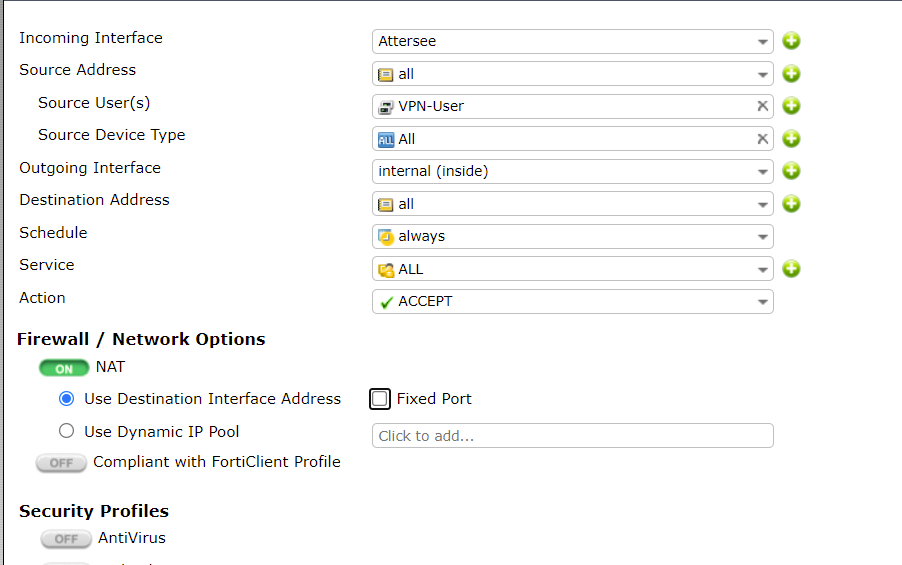 Incoming Interface Attersee
Source Address all
Source User(s) VPN-User
Source Device Type ALL All
Outgoing Interface internal (inside)
Destination Address all
Schedule always
Service ALL
Action ACCEPT
Firewall / Network Options
ON NAT
Use Destination Interface Address Fixed Port
Use Dynamic IP Pool Click to add...
OFF Compliant with FortiClient Profile
Security Profiles
OFF AntiVirus